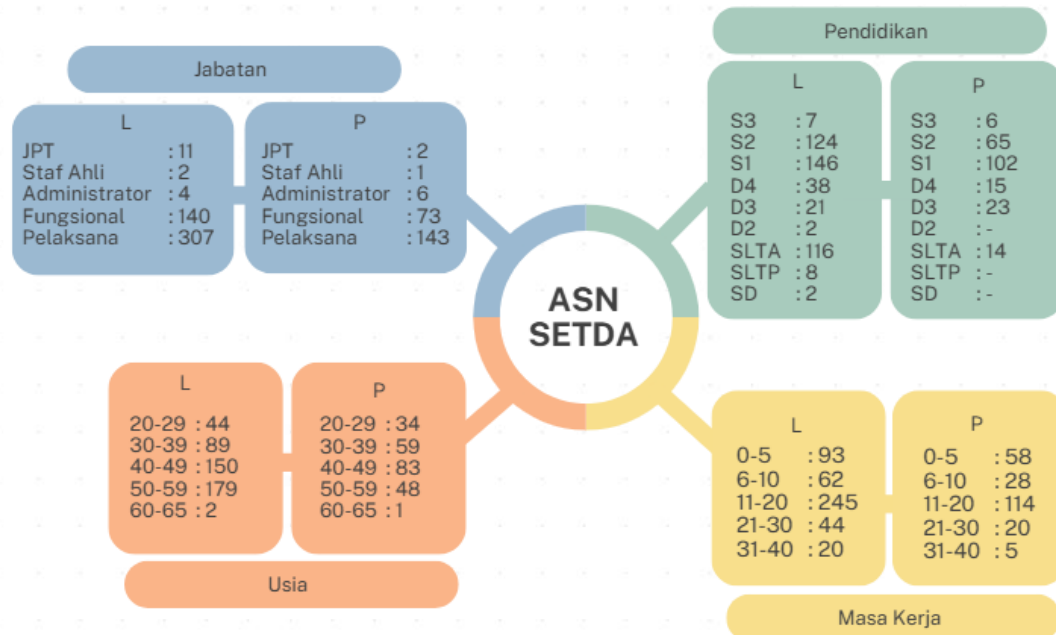 Jabatan
L
JPT : 11
Staf Ahli : 2
Administrator : 4
Fungsional : 140
Pelaksana : 307
P
JPT : 2
Staf Ahli : 1
Administrator : 6
Fungsional : 73
Pelaksana : 143
Pendidikan
L
S3 : 7
S2 : 124
S1 : 146
D4 : 38
D3 : 21
D2 : 2
SLTA : 116
SLTP : 8
SD : 2
P
S3 : 6
S2 : 65
S1 : 102
D4 : 15
D3 : 23
D2 : -
SLTA : 14
SLTP : -
SD : -
ASN
SETDA
L
20-29 : 44
30-39 : 89
40-49 : 150
50-59 : 179
60-65 : 2
P
20-29 : 34
30-39 : 59
40-49 : 83
50-59 : 48
60-65 : 1
Usia
L
0-5 : 93
6-10 : 62
11-20 : 245
21-30 : 44
31-40 : 20
P
0-5 : 58
6-10 : 28
11-20 : 114
21-30 : 20
31-40 : 5
Masa Kerja